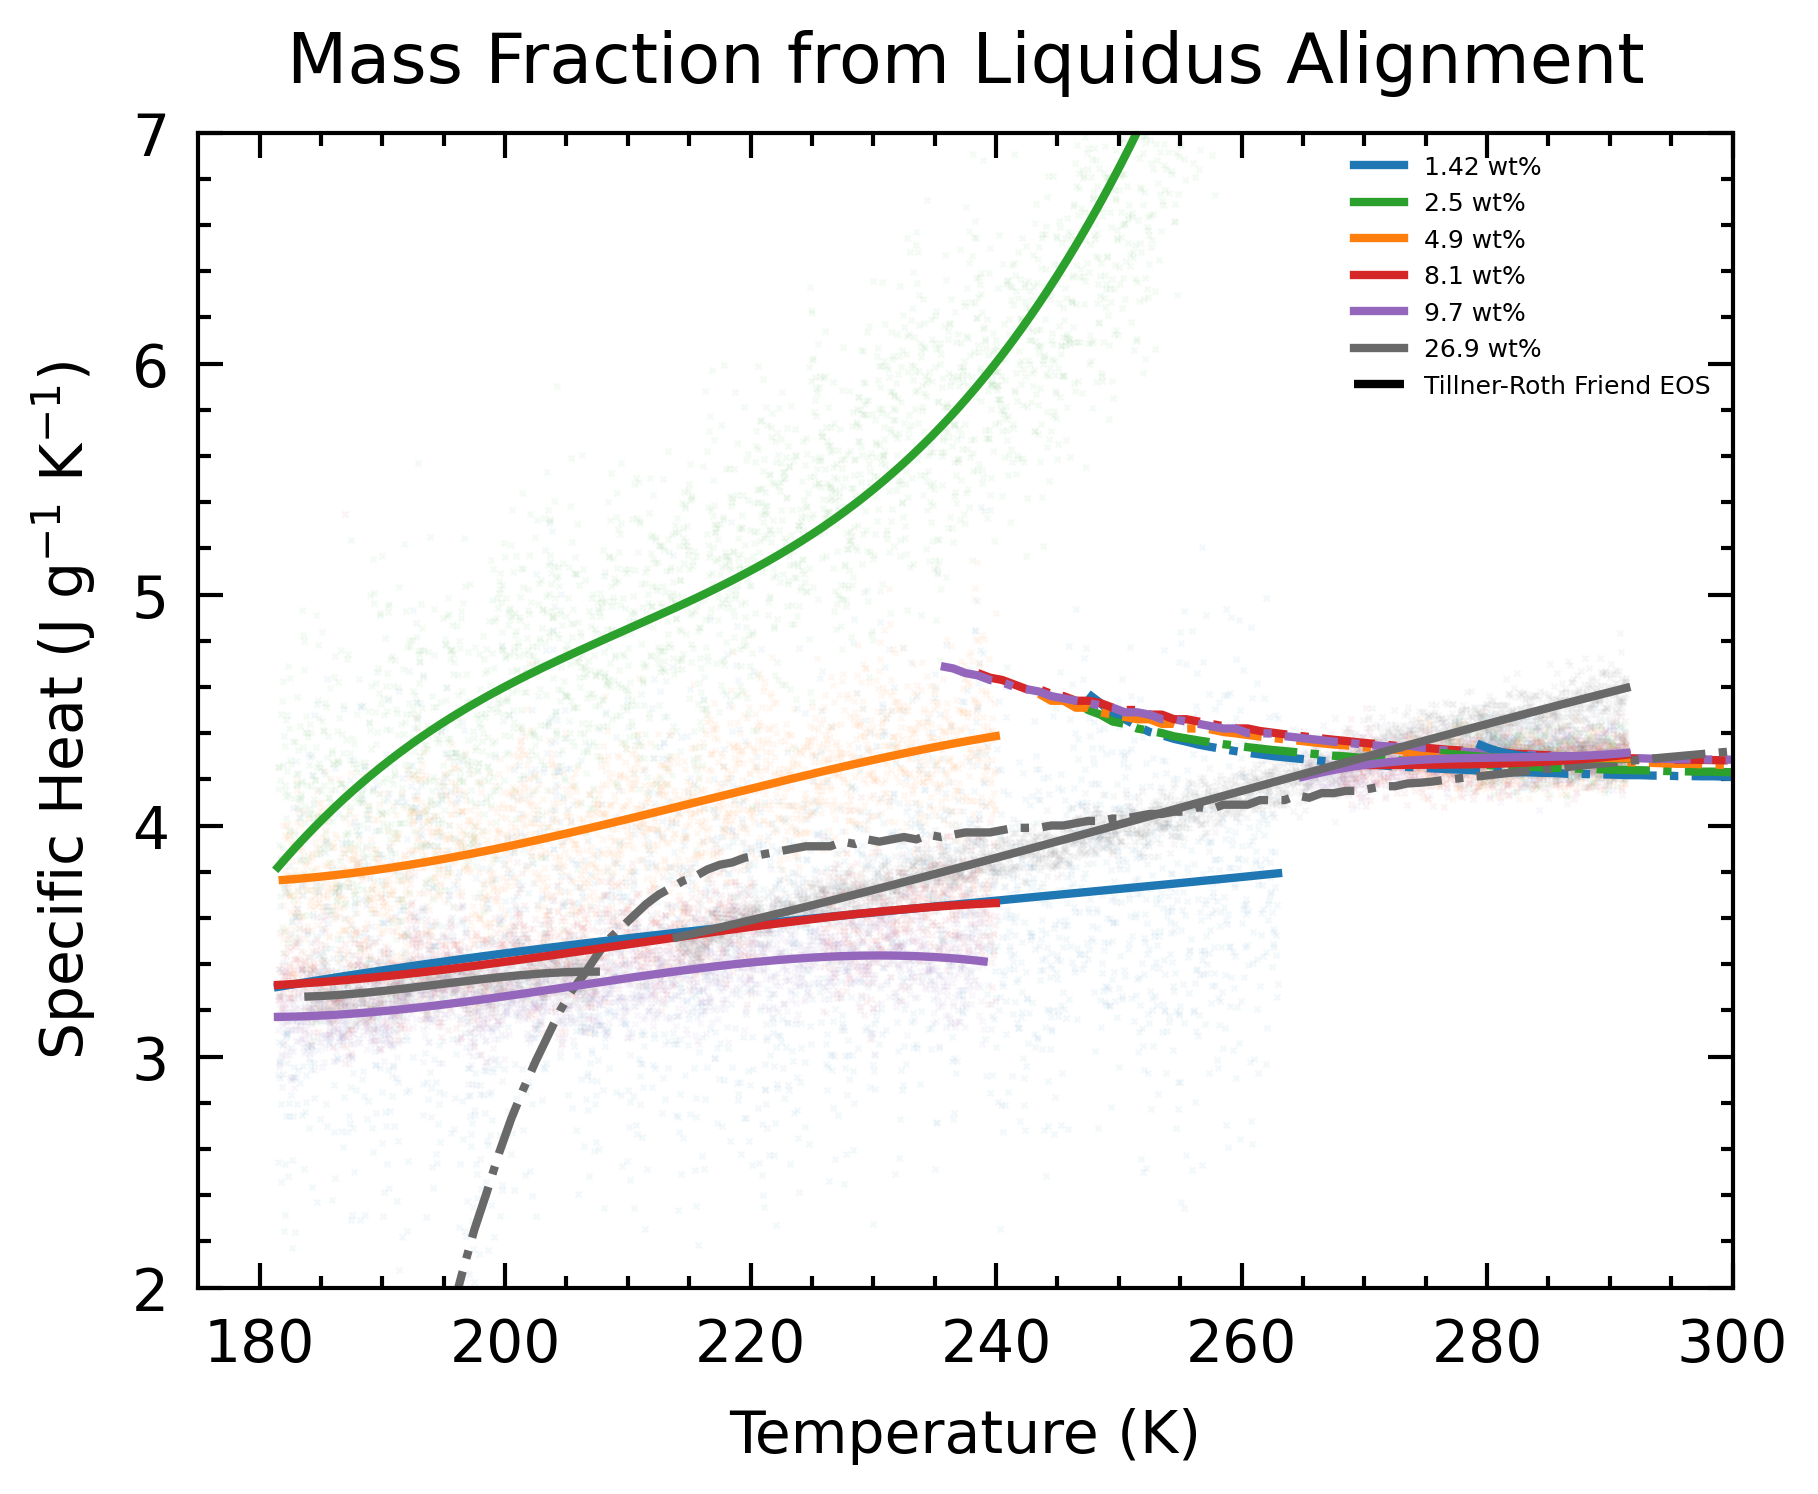 Mass Fraction from Liquidus Alignment
7
6
5
4
3
2
Specific Heat (J g⁻¹ K⁻¹)
1.42 wt%
2.5 wt%
4.9 wt%
8.1 wt%
9.7 wt%
26.9 wt%
Tillner-Roth Friend EOS
180 200 220 240 260 280 300
Temperature (K)